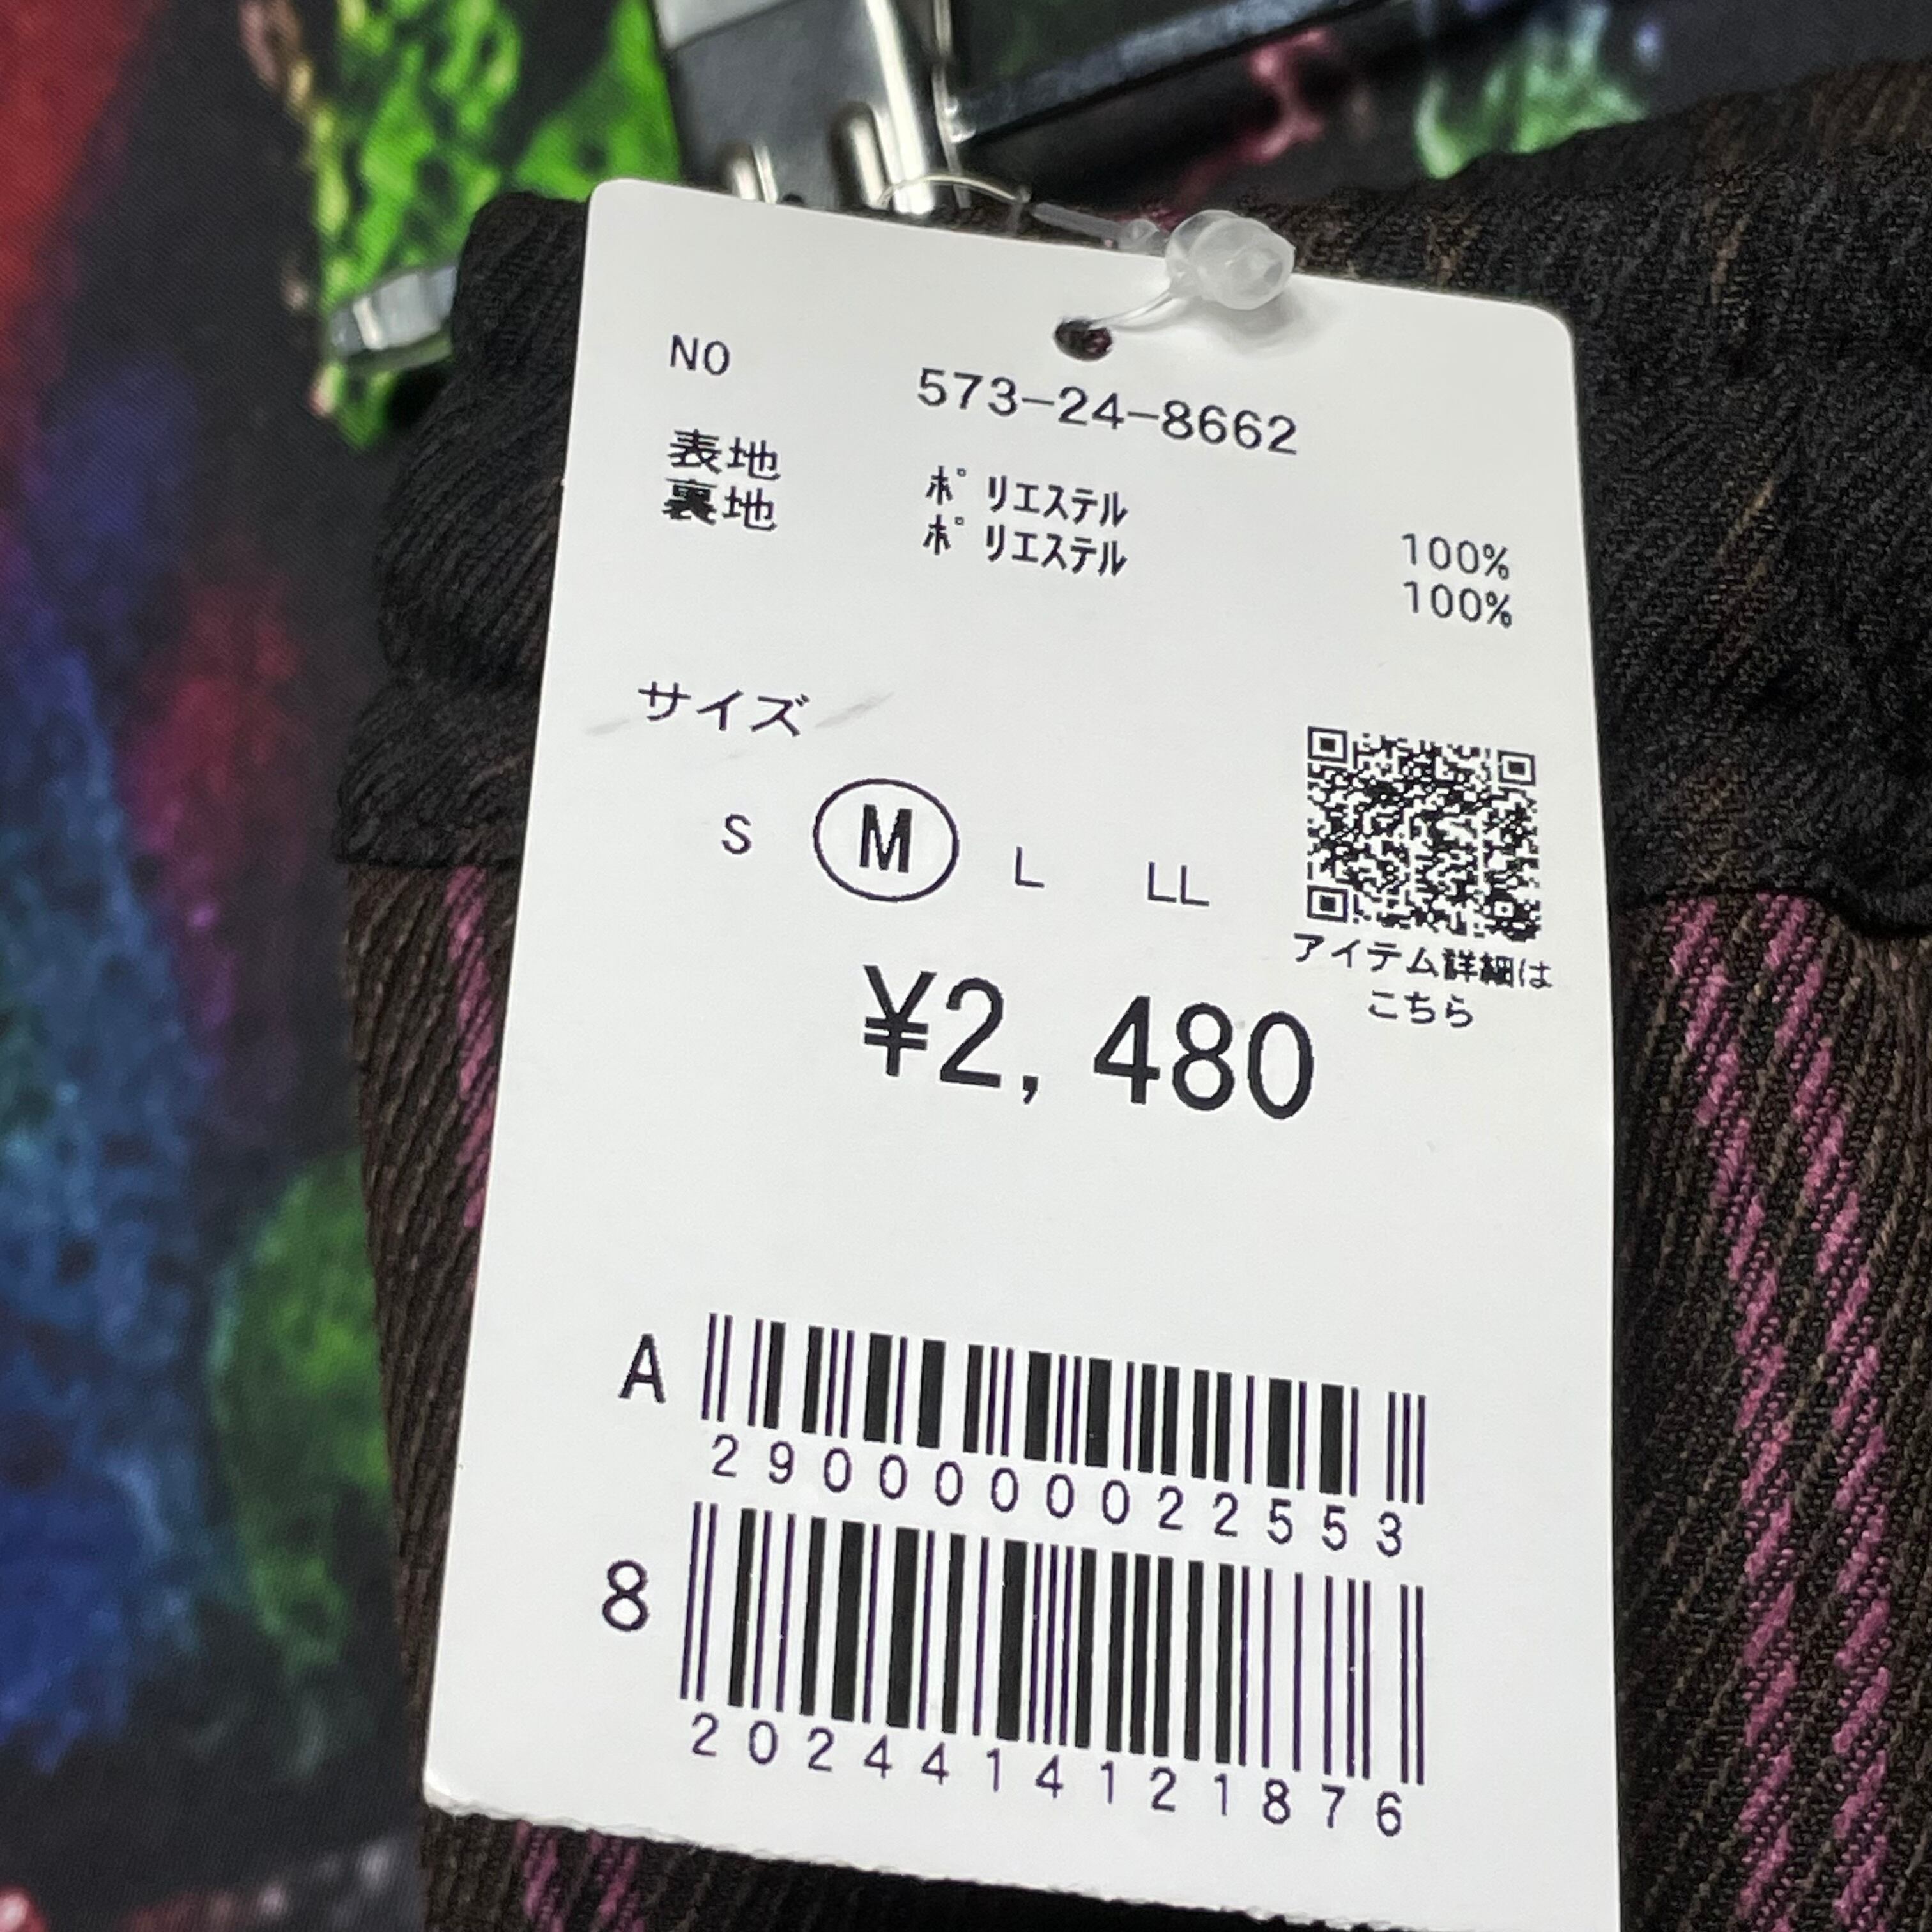 NO 573-24-8662
表地 ﾎﾟﾘｴｽﾃﾙ 100%
裏地 ﾎﾟﾘｴｽﾃﾙ 100%
サイズ
S M L LL
アイテム詳細は
こちら
¥2,480
A
2900000022553
8
2024414121876